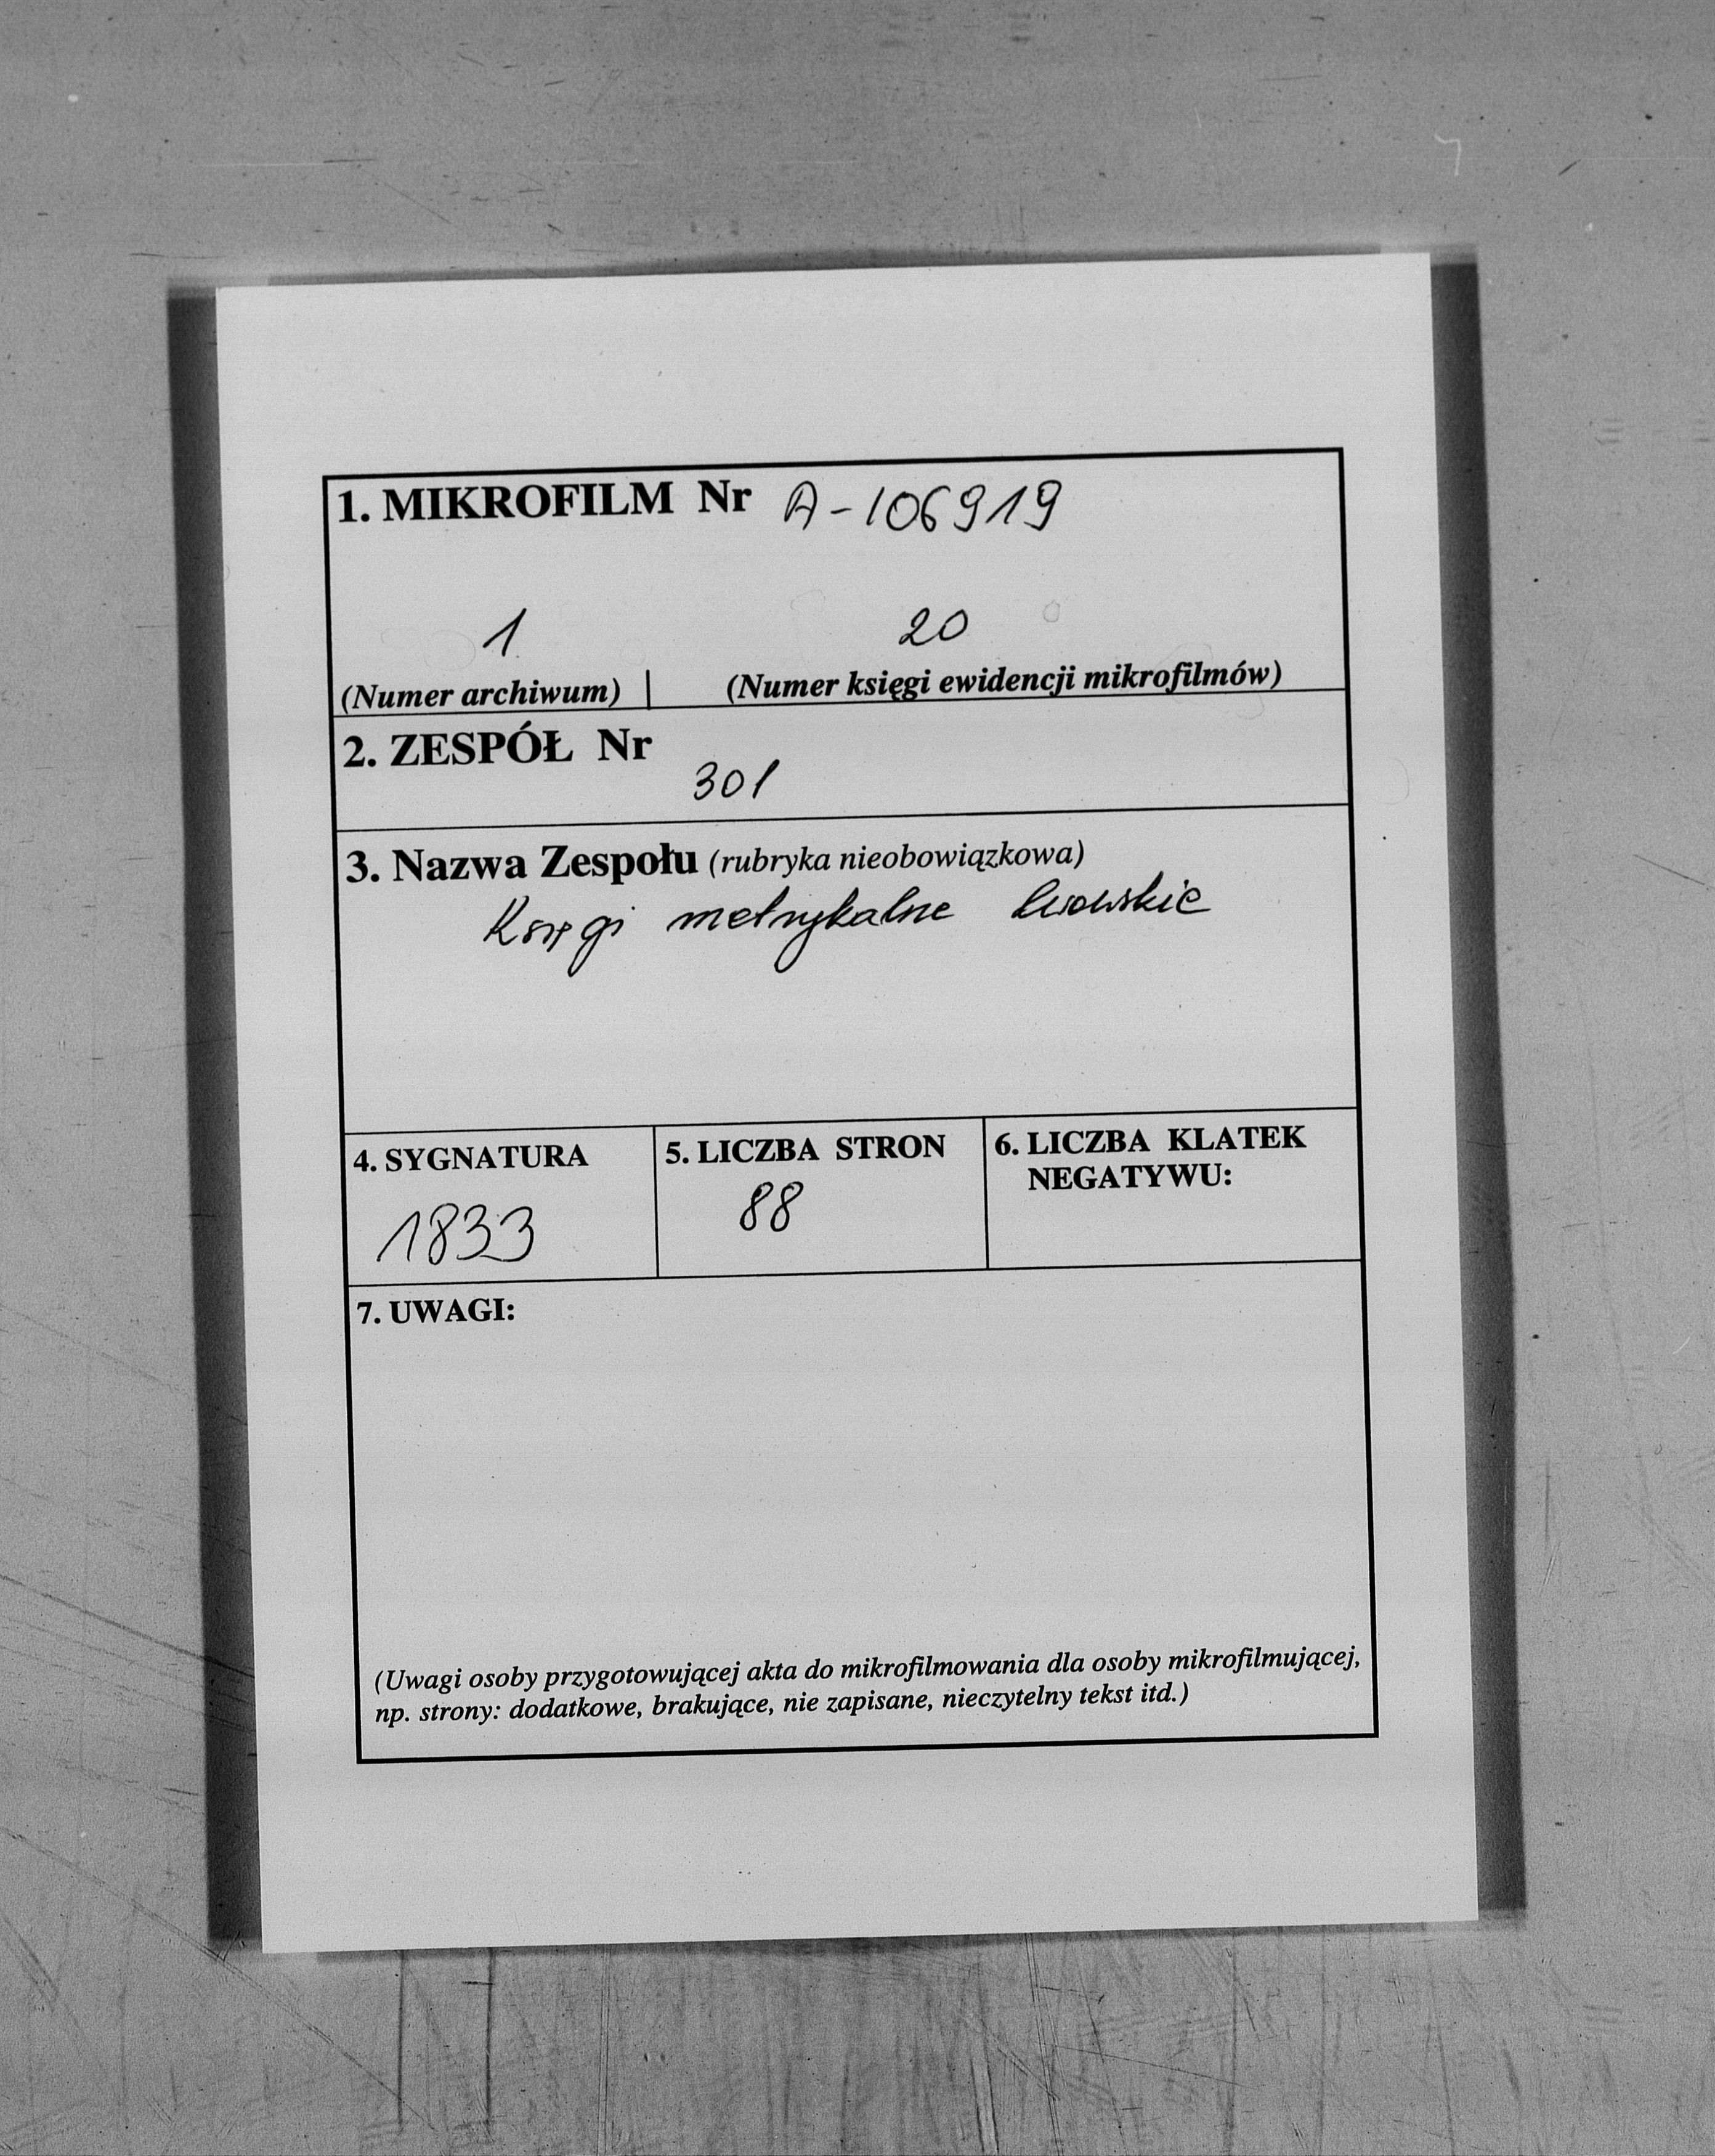 1. MIKROFILM Nr A-106919
1 20
(Numer archiwum) | (Numer księgi ewidencji mikrofilmów)
2. ZESPÓŁ Nr
301
3. Nazwa Zespołu (rubryka nieobowiązkowa)
Księgi metrykalne lwowskie
4. SYGNATURA
1833
5. LICZBA STRON
88
6. LICZBA KLATEK
NEGATYWU:
7. UWAGI:
(Uwagi osoby przygotowującej akta do mikrofilmowania dla osoby mikrofilmującej,
np. strony: dodatkowe, brakujące, nie zapisane, nieczytelny tekst itd.)